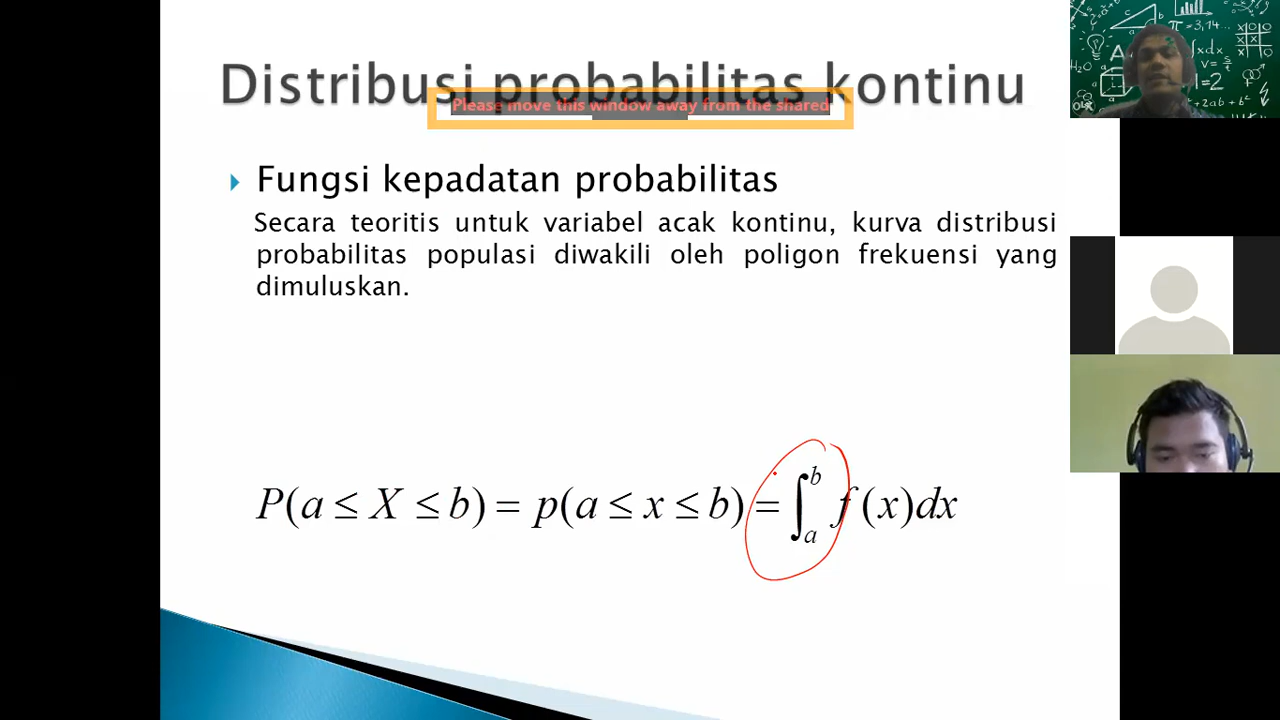 Distribusi probabilitas kontinu
Please move this window away from the shared
Fungsi kepadatan probabilitas
Secara teoritis untuk variabel acak kontinu, kurva distribusi
probabilitas populasi diwakili oleh poligon frekuensi yang
dimuluskan.
P(a ≤ X ≤ b) = p(a ≤ x ≤ b) = ∫_a^b f(x)dx